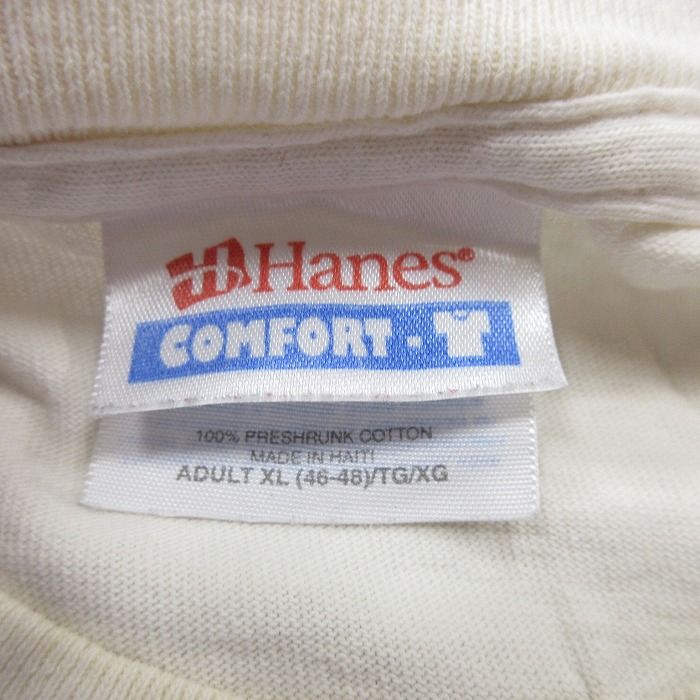 Hanes®
COMFORT-T
100% PRESHRUNK COTTON
MADE IN HAITI
ADULT XL (46-48)/TG/XG